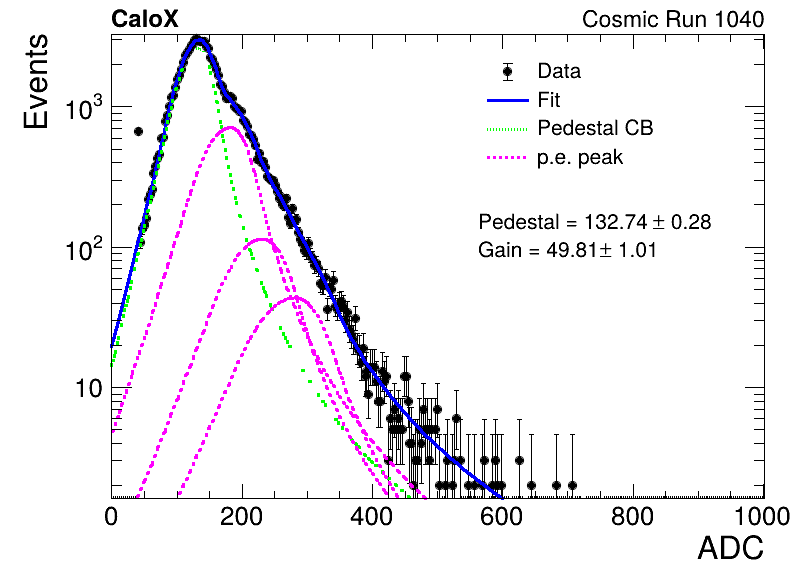 CaloX Cosmic Run 1040
Events
Data
Fit
Pedestal CB
p.e. peak
Pedestal = 132.74 ± 0.28
Gain = 49.81± 1.01
10³
10²
10
0 200 400 600 800 1000
ADC